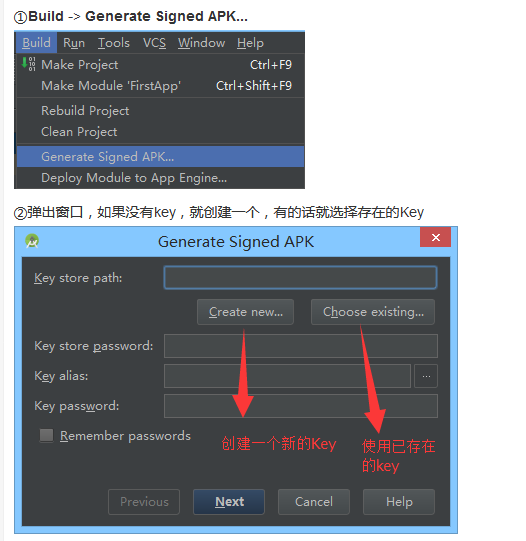 ①Build -> Generate Signed APK...
Build Run Tools VCS Window Help
Make Project Ctrl+F9
Make Module 'FirstApp' Ctrl+Shift+F9
Rebuild Project
Clean Project
Generate Signed APK...
Deploy Module to App Engine...
②弹出窗口，如果没有key，就创建一个，有的话就选择存在的Key
Generate Signed APK
Key store path:
Create new... Choose existing...
Key store password:
Key alias: ...
Key password:
Remember passwords
创建一个新的Key
使用已存在
的key
Previous Next Cancel Help